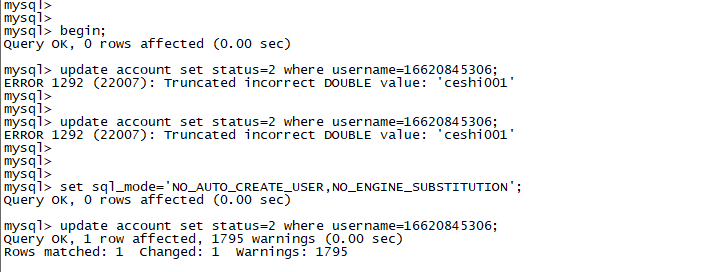 mysql>
mysql>
mysql> begin;
Query OK, 0 rows affected (0.00 sec)
mysql> update account set status=2 where username=16620845306;
ERROR 1292 (22007): Truncated incorrect DOUBLE value: 'ceshi001'
mysql>
mysql>
mysql> update account set status=2 where username=16620845306;
ERROR 1292 (22007): Truncated incorrect DOUBLE value: 'ceshi001'
mysql>
mysql>
mysql>
mysql> set sql_mode='NO_AUTO_CREATE_USER,NO_ENGINE_SUBSTITUTION';
Query OK, 0 rows affected (0.00 sec)
mysql> update account set status=2 where username=16620845306;
Query OK, 1 row affected, 1795 warnings (0.00 sec)
Rows matched: 1  Changed: 1  Warnings: 1795